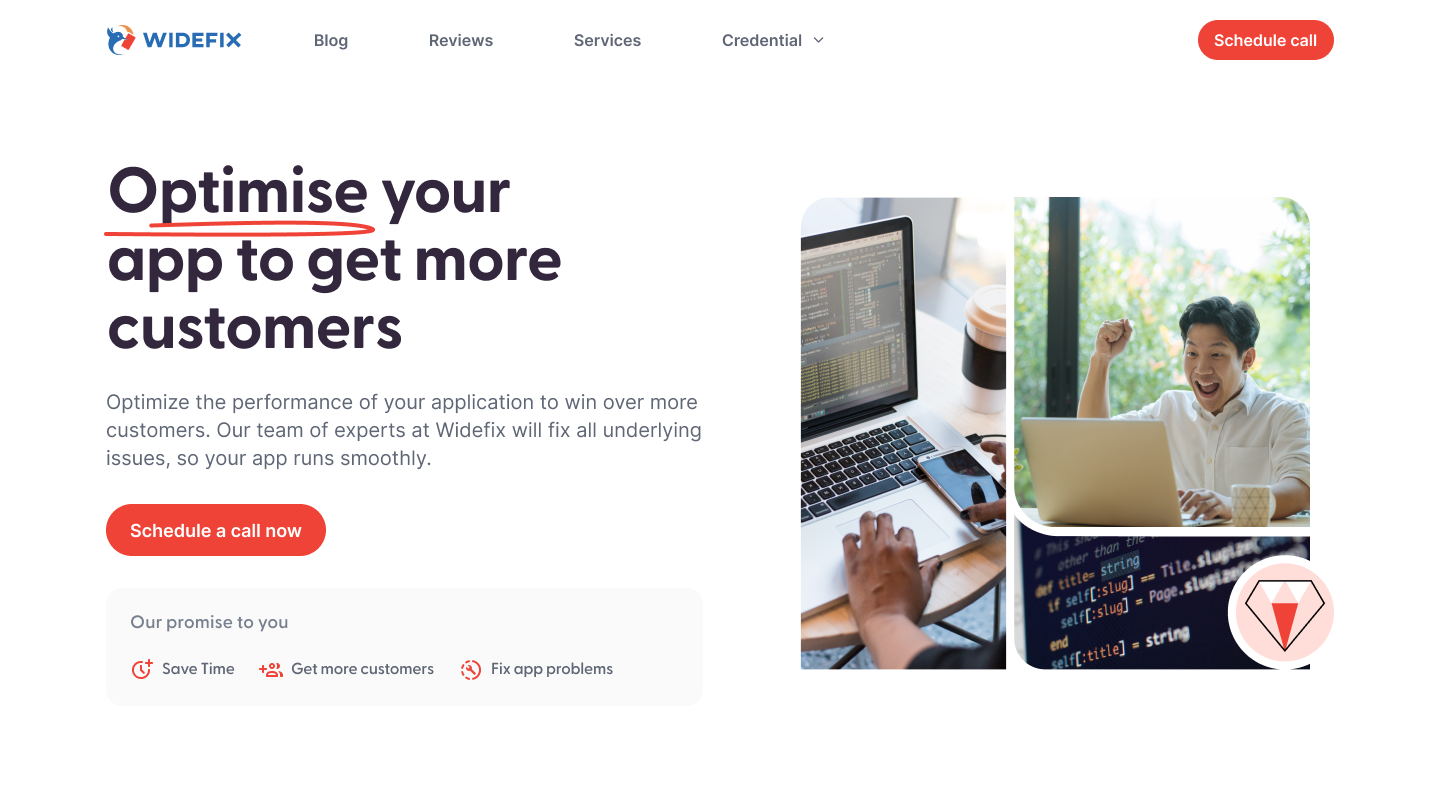 WIDEFIX
Blog
Reviews
Services
Credential
Schedule call
Optimise your
app to get more
customers
Optimize the performance of your application to win over more
customers. Our team of experts at Widefix will fix all underlying
issues, so your app runs smoothly.
Schedule a call now
Our promise to you
Save Time
Get more customers
Fix app problems
# This
# other than the
def title= string
if self[:slug] == Tile.slugize(
self[:slug] = Page.slugize
end
self[:title] = string